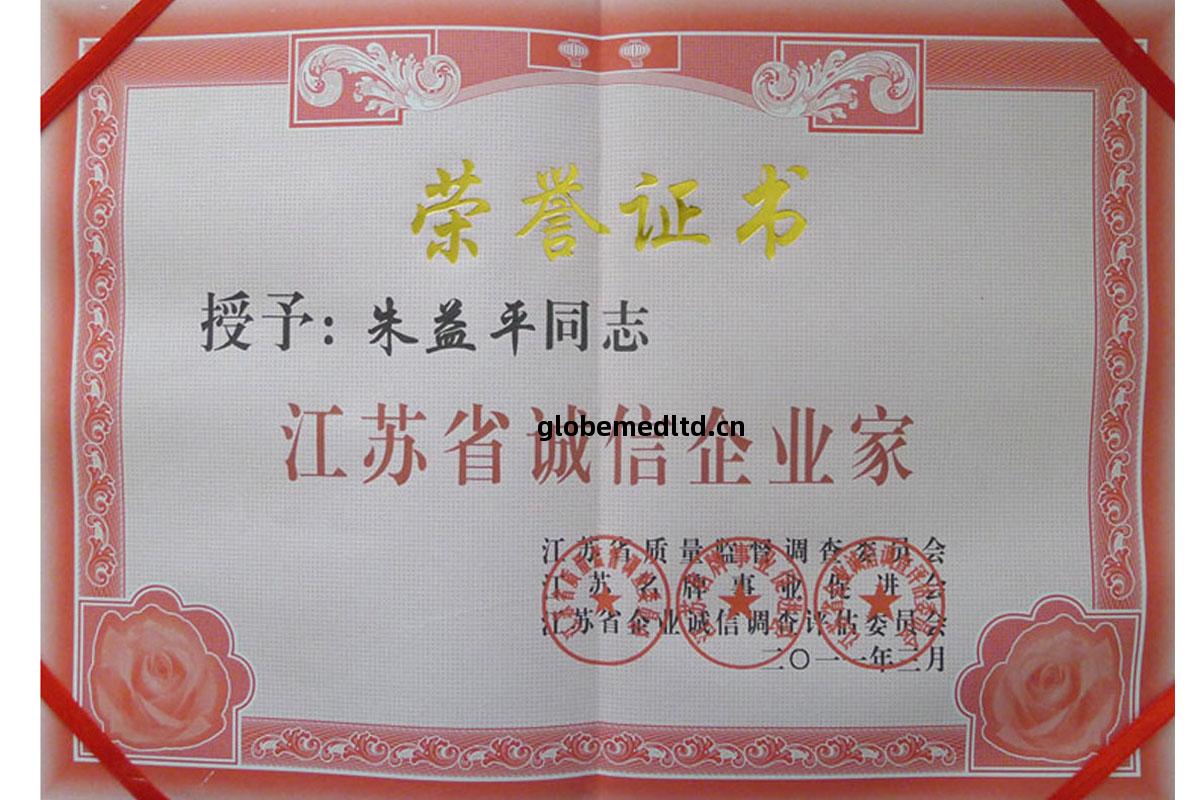 荣誉证书
授予：朱益平同志
江苏省诚信企业家
globemedltd.cn
江苏省质量监督调查委员会
江苏名牌事业促进会
江苏省企业诚信调查评估委员会
二〇一一年三月